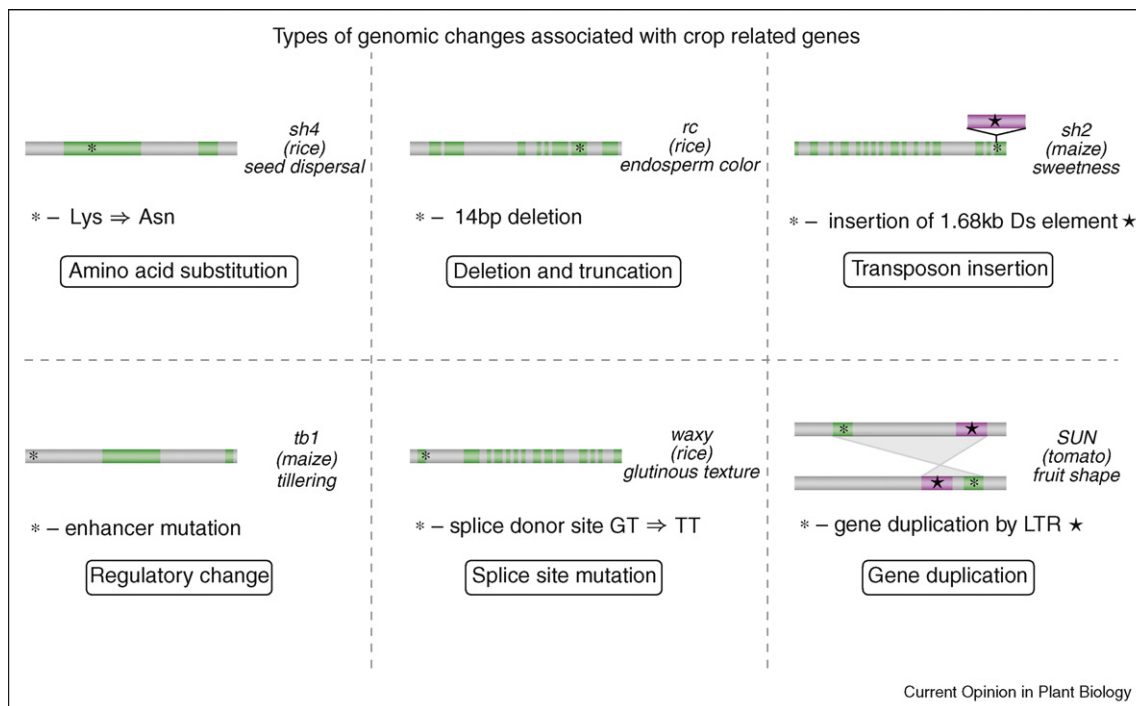 Types of genomic changes associated with crop related genes
sh4
(rice)
seed dispersal
* – Lys ⇒ Asn
Amino acid substitution
rc
(rice)
endosperm color
* – 14bp deletion
Deletion and truncation
sh2
(maize)
sweetness
* – insertion of 1.68kb Ds element ★
Transposon insertion
tb1
(maize)
tillering
* – enhancer mutation
Regulatory change
waxy
(rice)
glutinous texture
* – splice donor site GT ⇒ TT
Splice site mutation
SUN
(tomato)
fruit shape
* – gene duplication by LTR ★
Gene duplication
Current Opinion in Plant Biology